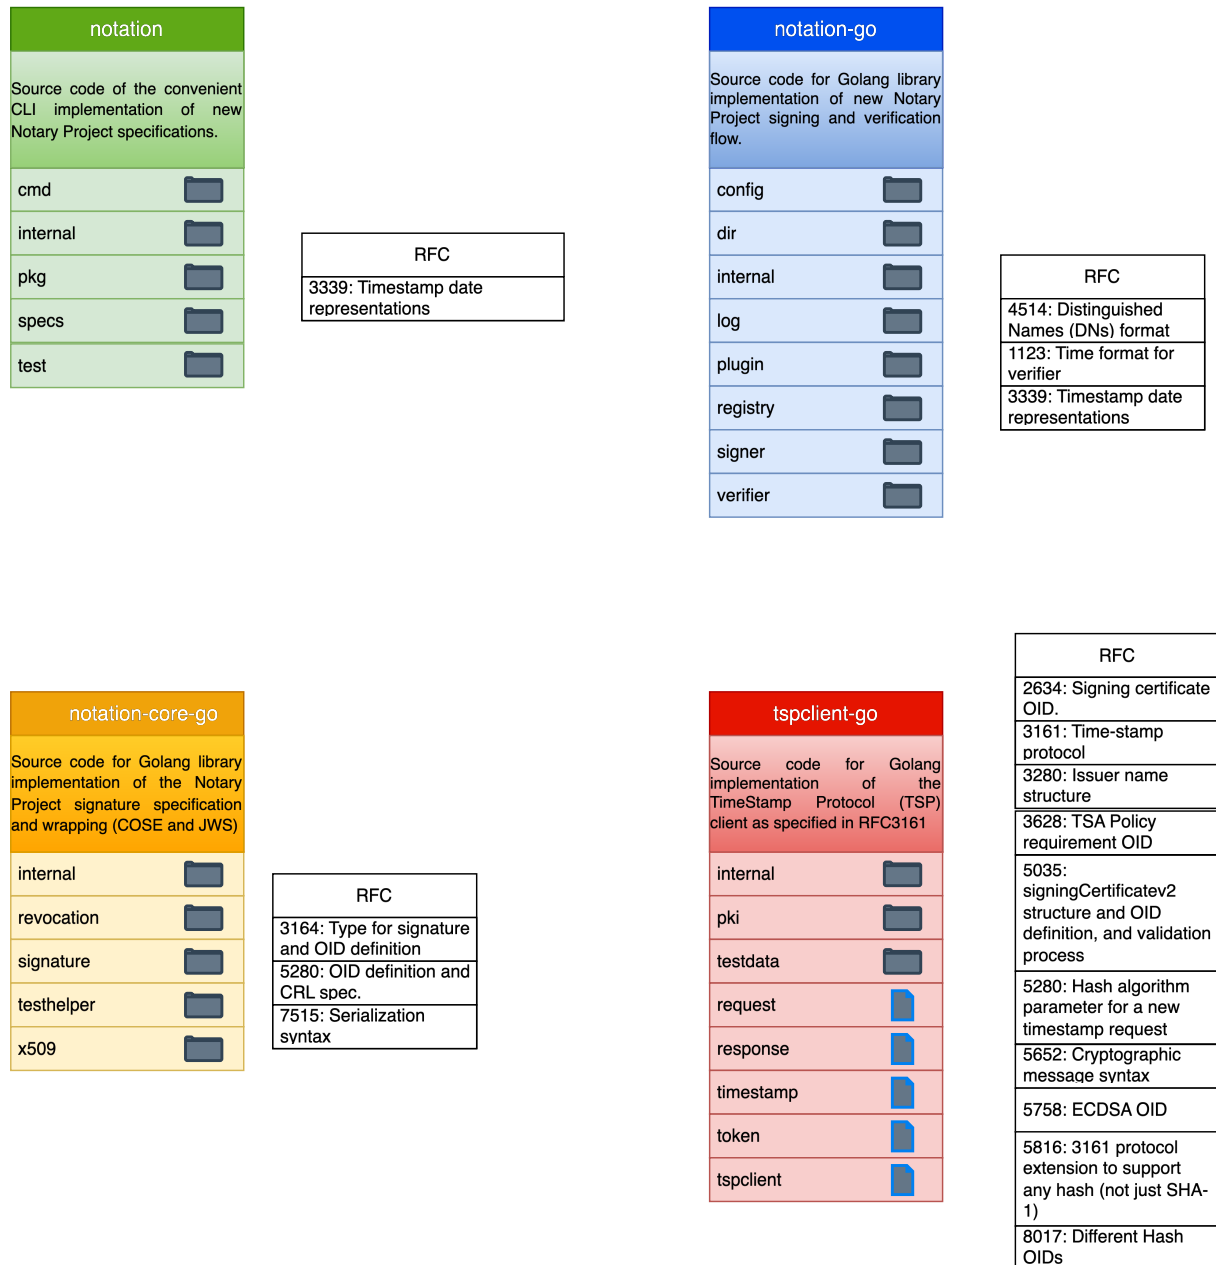 notation
Source code of the convenient
CLI implementation of new
Notary Project specifications.
cmd
internal
pkg
specs
test
RFC
3339: Timestamp date
representations
notation-go
Source code for Golang library
implementation of new Notary
Project signing and verification
flow.
config
dir
internal
log
plugin
registry
signer
verifier
RFC
4514: Distinguished
Names (DNs) format
1123: Time format for
verifier
3339: Timestamp date
representations
notation-core-go
Source code for Golang library
implementation of the Notary
Project signature specification
and wrapping (COSE and JWS)
internal
revocation
signature
testhelper
x509
RFC
3164: Type for signature
and OID definition
5280: OID definition and
CRL spec.
7515: Serialization
syntax
tspclient-go
Source code for Golang
implementation of the
TimeStamp Protocol (TSP)
client as specified in RFC3161
internal
pki
testdata
request
response
timestamp
token
tspclient
RFC
2634: Signing certificate
OID.
3161: Time-stamp
protocol
3280: Issuer name
structure
3628: TSA Policy
requirement OID
5035:
signingCertificatev2
structure and OID
definition, and validation
process
5280: Hash algorithm
parameter for a new
timestamp request
5652: Cryptographic
message syntax
5758: ECDSA OID
5816: 3161 protocol
extension to support
any hash (not just SHA-
1)
8017: Different Hash
OIDs